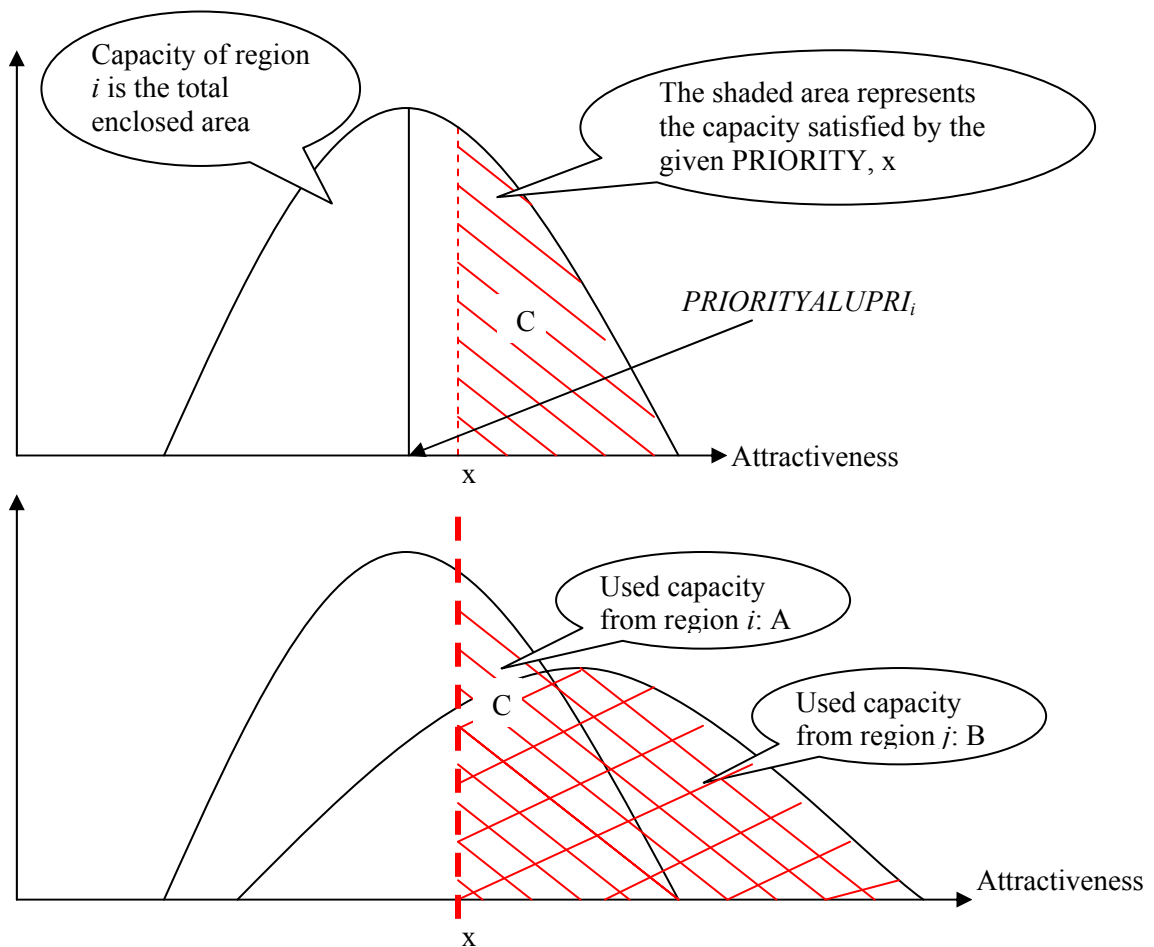 Capacity of region
i is the total
enclosed area
The shaded area represents
the capacity satisfied by the
given PRIORITY, x
PRIORITYALUPRIi
C
Attractiveness
x
Used capacity
from region i: A
C
Used capacity
from region j: B
Attractiveness
x